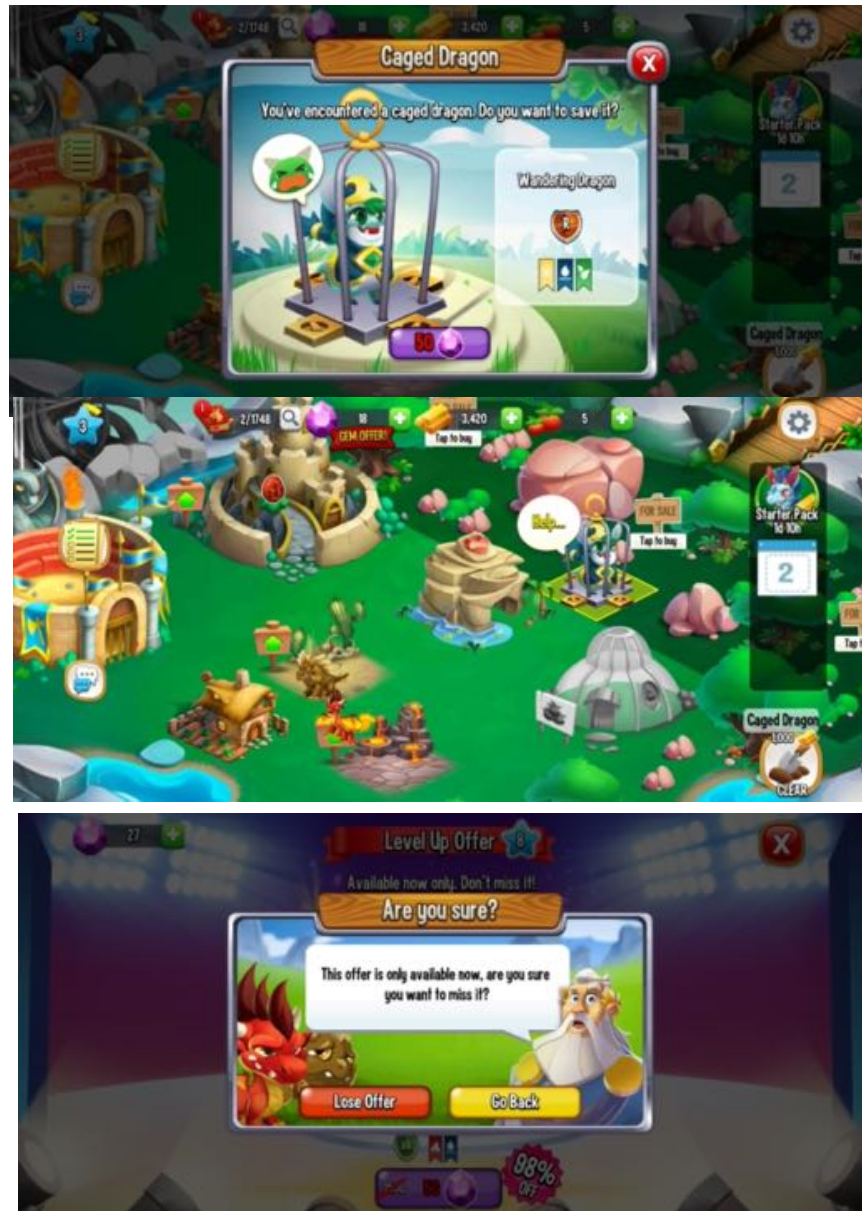 3
2/1748
18
3,420
5
Caged Dragon
X
You've encountered a caged dragon. Do you want to save it?
Starter Pack
1d 10h
2
Wandering Dragon
R
50
Caged Dragon
1,000
3
2/1748
18
3,420
5
GEM OFFER!
Tap to buy
Starter Pack
1d 10h
2
Help...
FOR SALE
Tap to buy
Caged Dragon
1,000
CLEAR
27
Level Up Offer
8
X
Available now only. Don't miss it!
Are you sure?
This offer is only available now, are you sure
you want to miss it?
Lose Offer
Go Back
98%
OFF